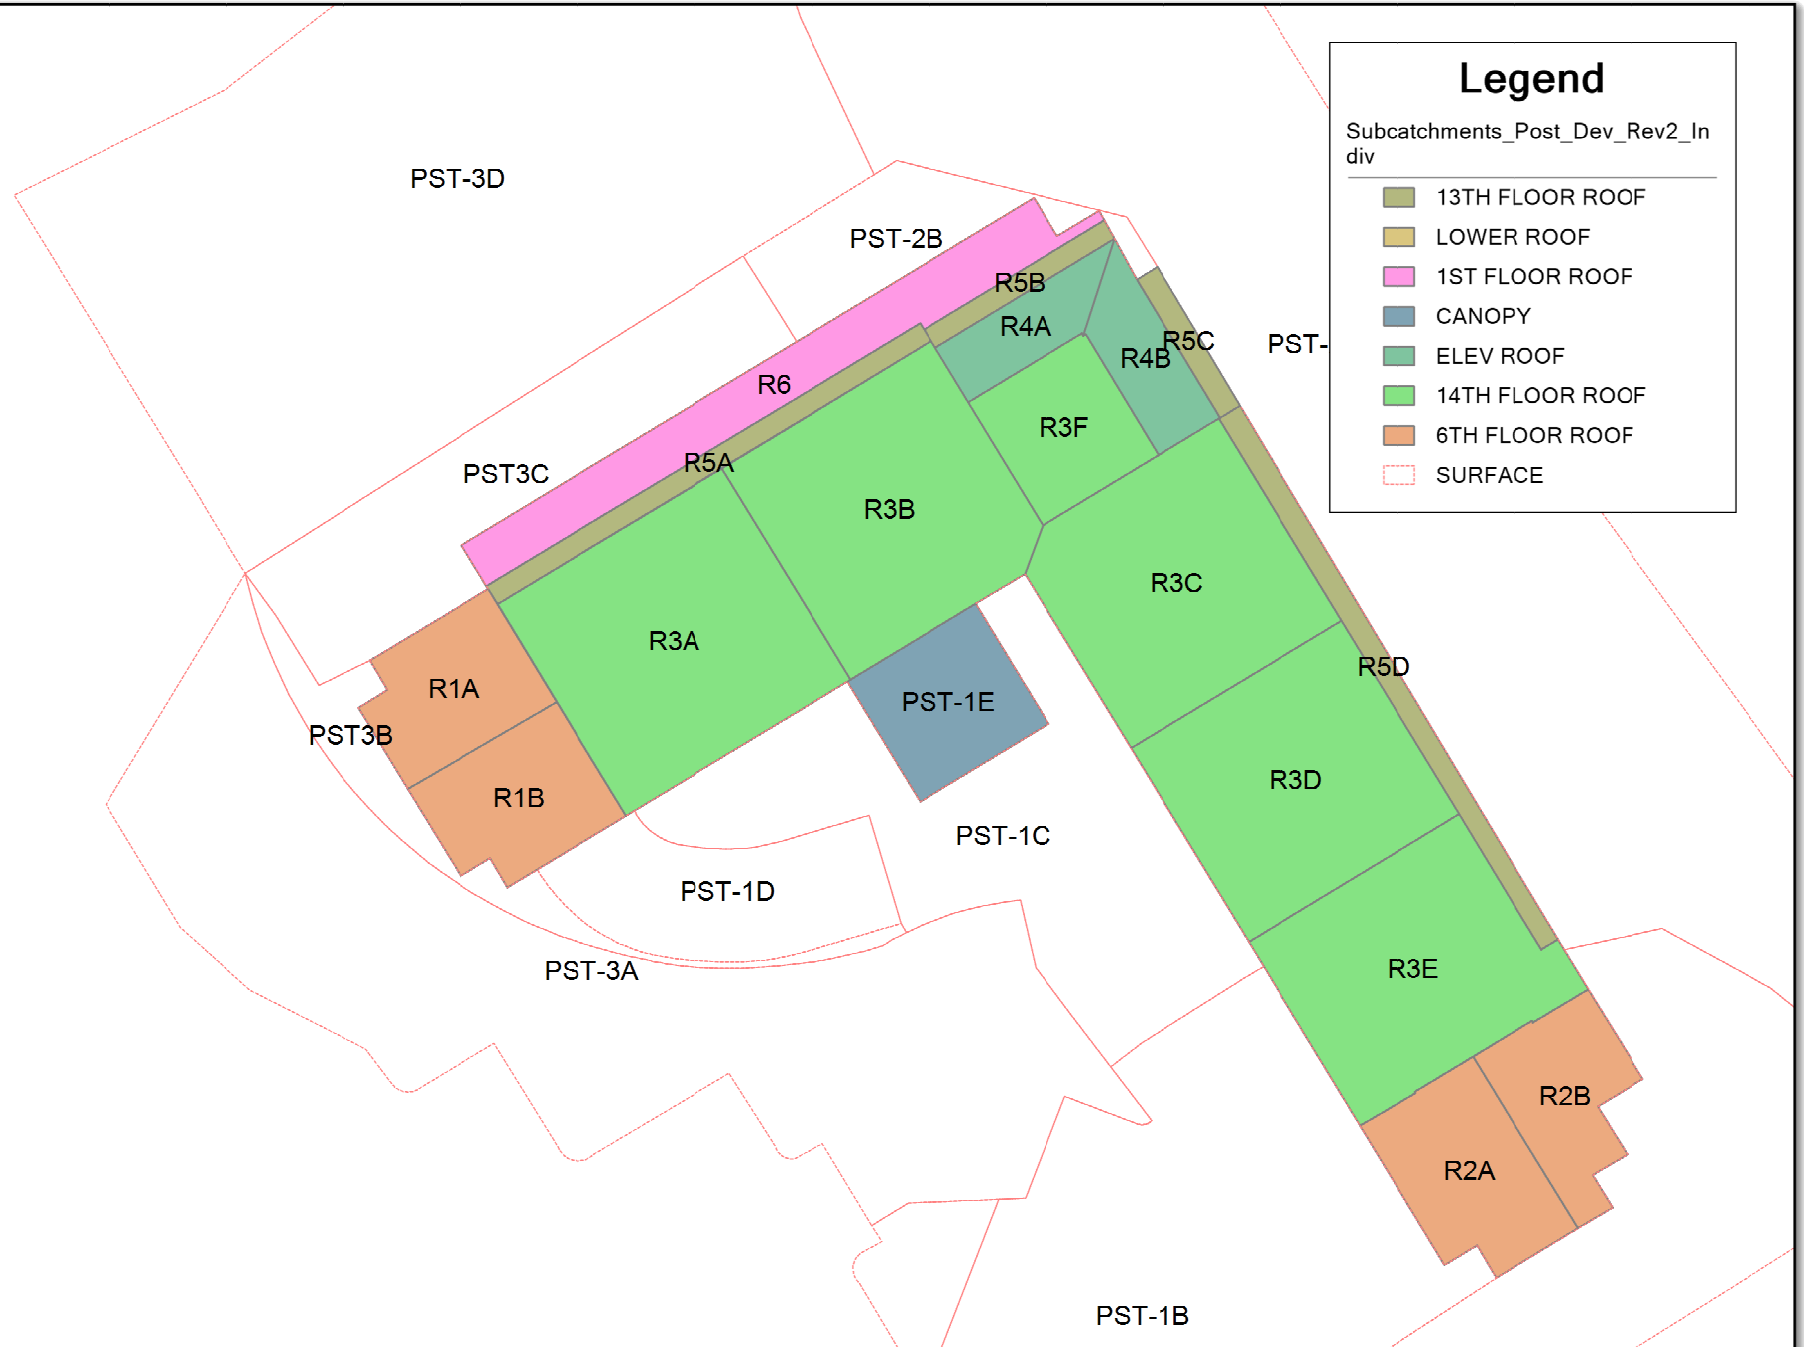 Legend
Subcatchments_Post_Dev_Rev2_In
div
13TH FLOOR ROOF
LOWER ROOF
1ST FLOOR ROOF
CANOPY
ELEV ROOF
14TH FLOOR ROOF
6TH FLOOR ROOF
SURFACE
PST-3D
PST-2B
R5B
R4A
R5C
R4B
PST-
R6
R3F
R5A
PST3C
R3B
R3C
R3A
R5D
R1A
PST-1E
PST3B
R3D
R1B
PST-1C
PST-1D
PST-3A
R3E
R2B
R2A
PST-1B